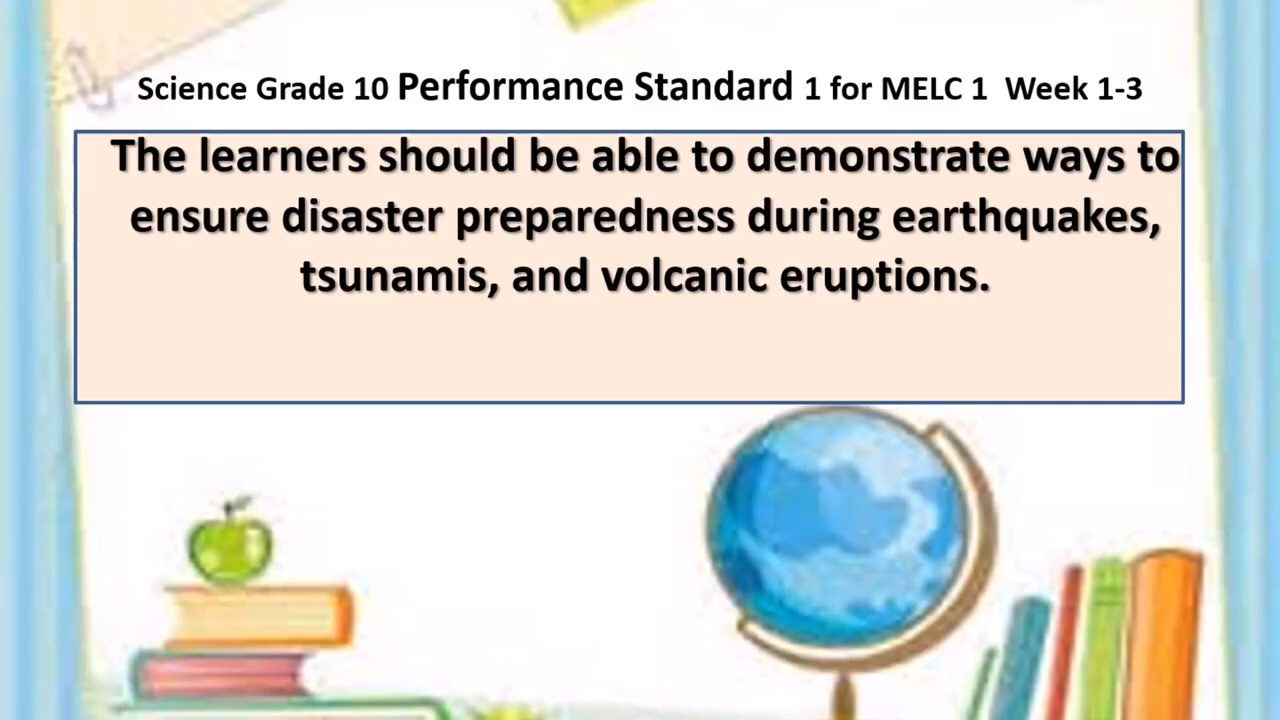 Science Grade 10 Performance Standard 1 for MELC 1 Week 1-3
The learners should be able to demonstrate ways to
ensure disaster preparedness during earthquakes,
tsunamis, and volcanic eruptions.